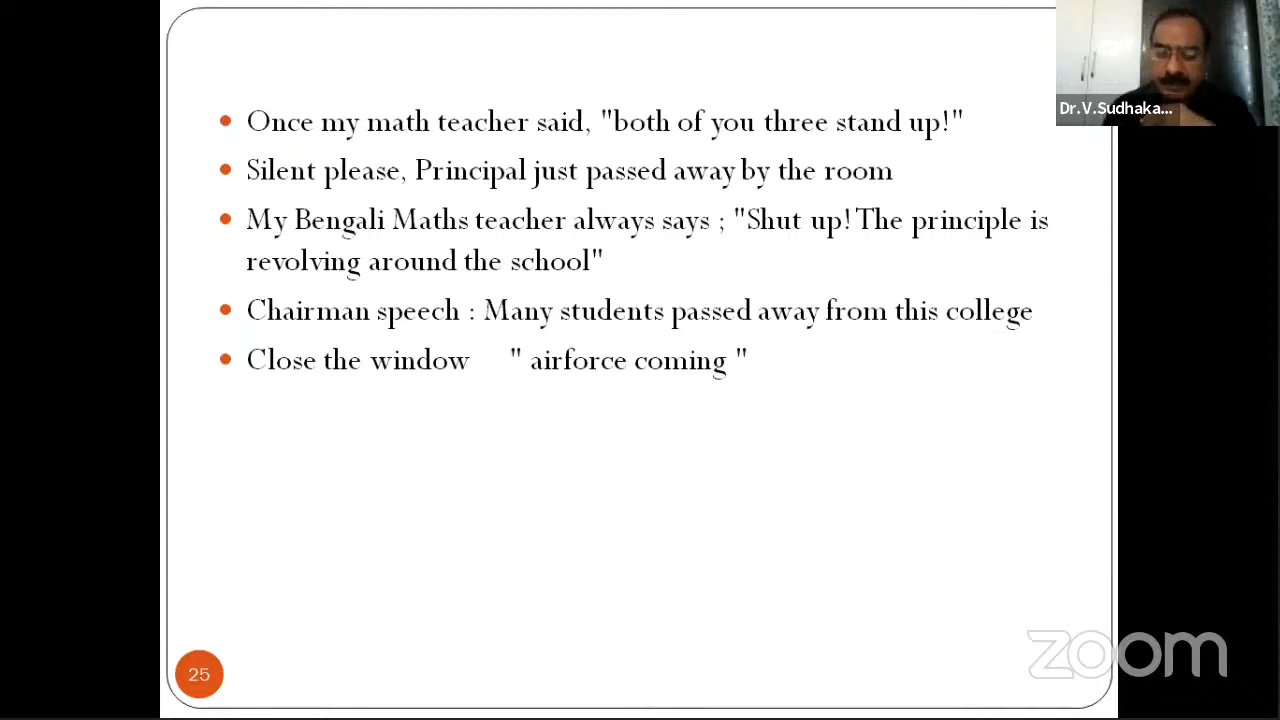 Dr.V.Sudhaka...
• Once my math teacher said, "both of you three stand up!"
• Silent please, Principal just passed away by the room
• My Bengali Maths teacher always says ; "Shut up! The principle is
revolving around the school"
• Chairman speech : Many students passed away from this college
• Close the window " airforce coming "
zoom
25